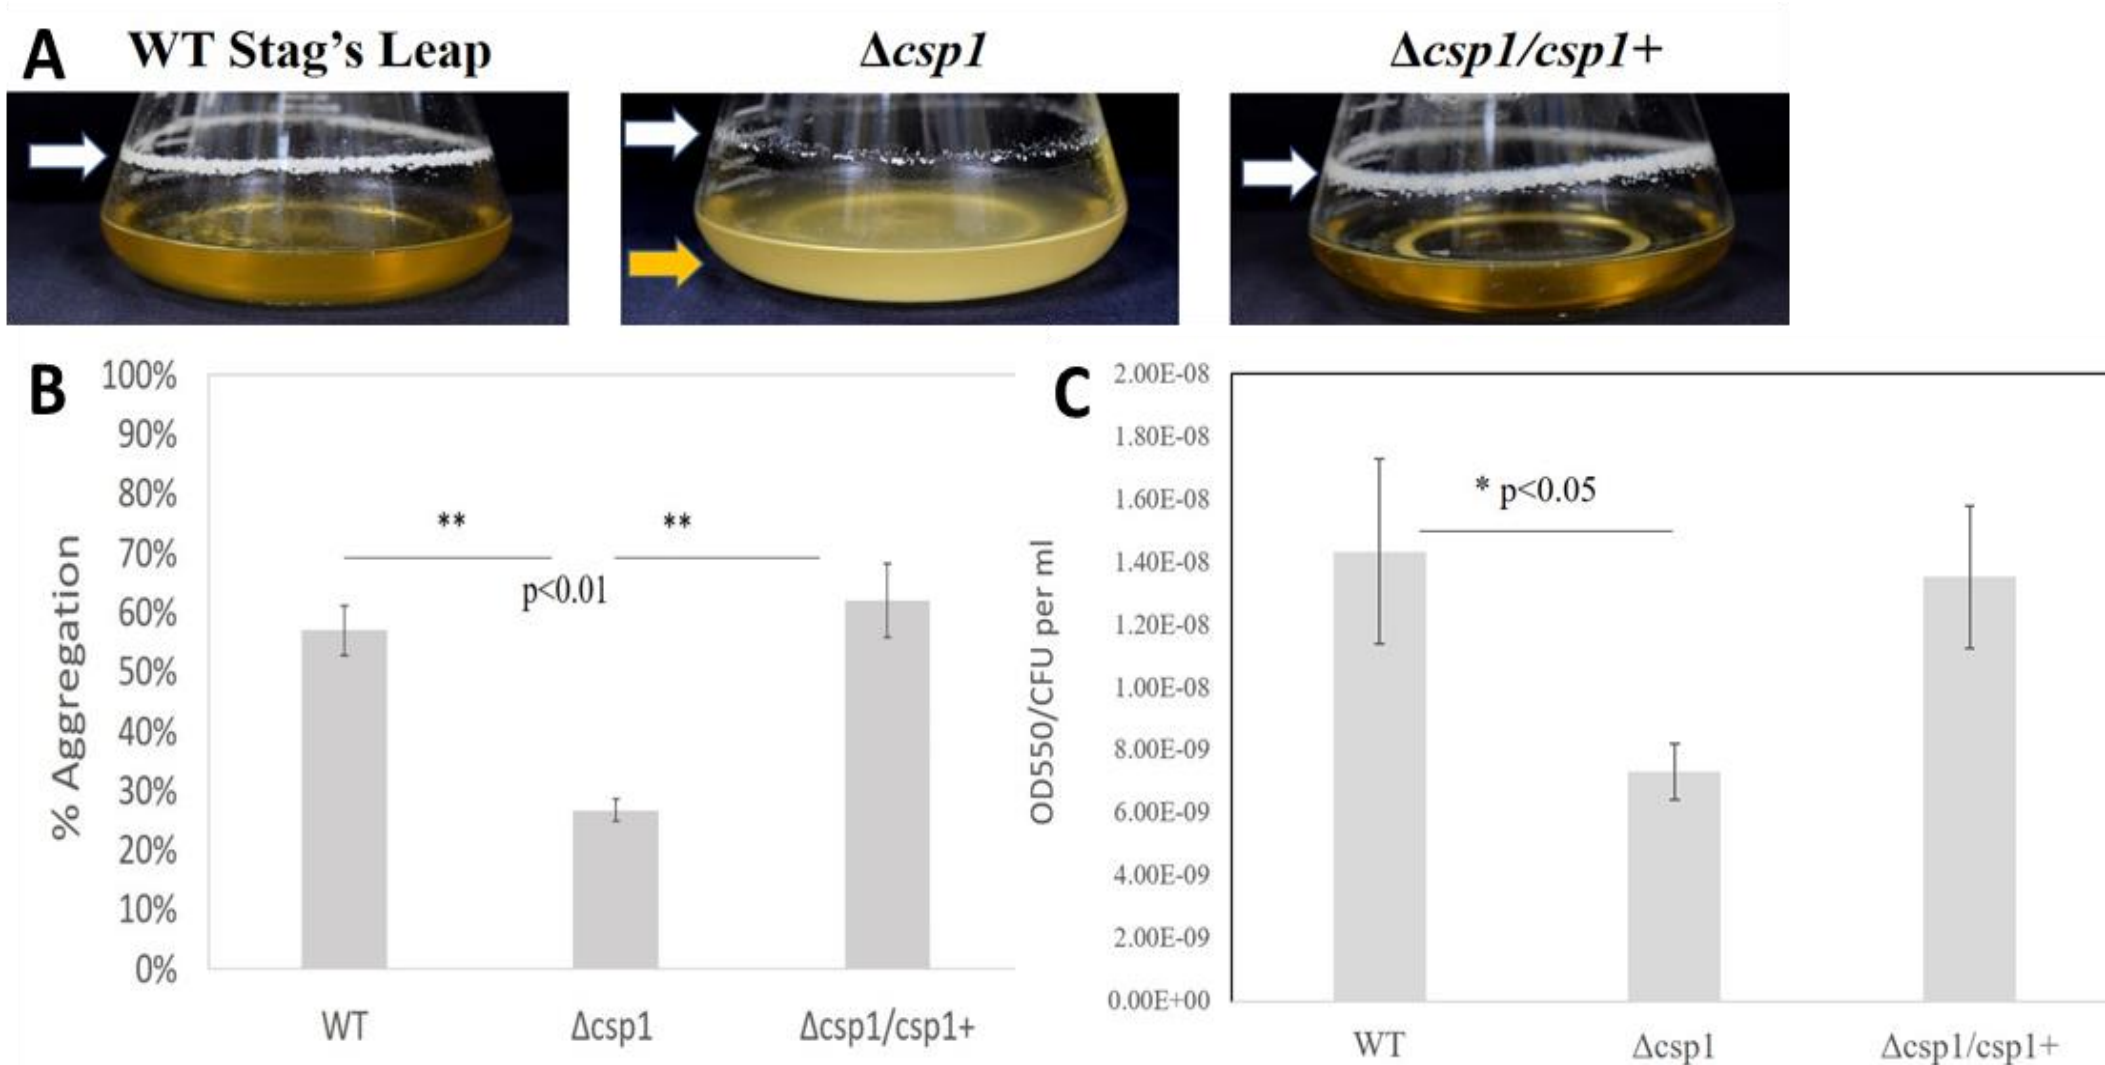 A
WT Stag's Leap
Δcsp1
Δcsp1/csp1+
B
100%
90%
80%
70%
60%
50%
40%
30%
20%
10%
0%
% Aggregation
**
**
p<0.01
WT
Δcsp1
Δcsp1/csp1+
C
2.00E-08
1.80E-08
1.60E-08
1.40E-08
1.20E-08
1.00E-08
8.00E-09
6.00E-09
4.00E-09
2.00E-09
0.00E+00
OD550/CFU per ml
* p<0.05
WT
Δcsp1
Δcsp1/csp1+